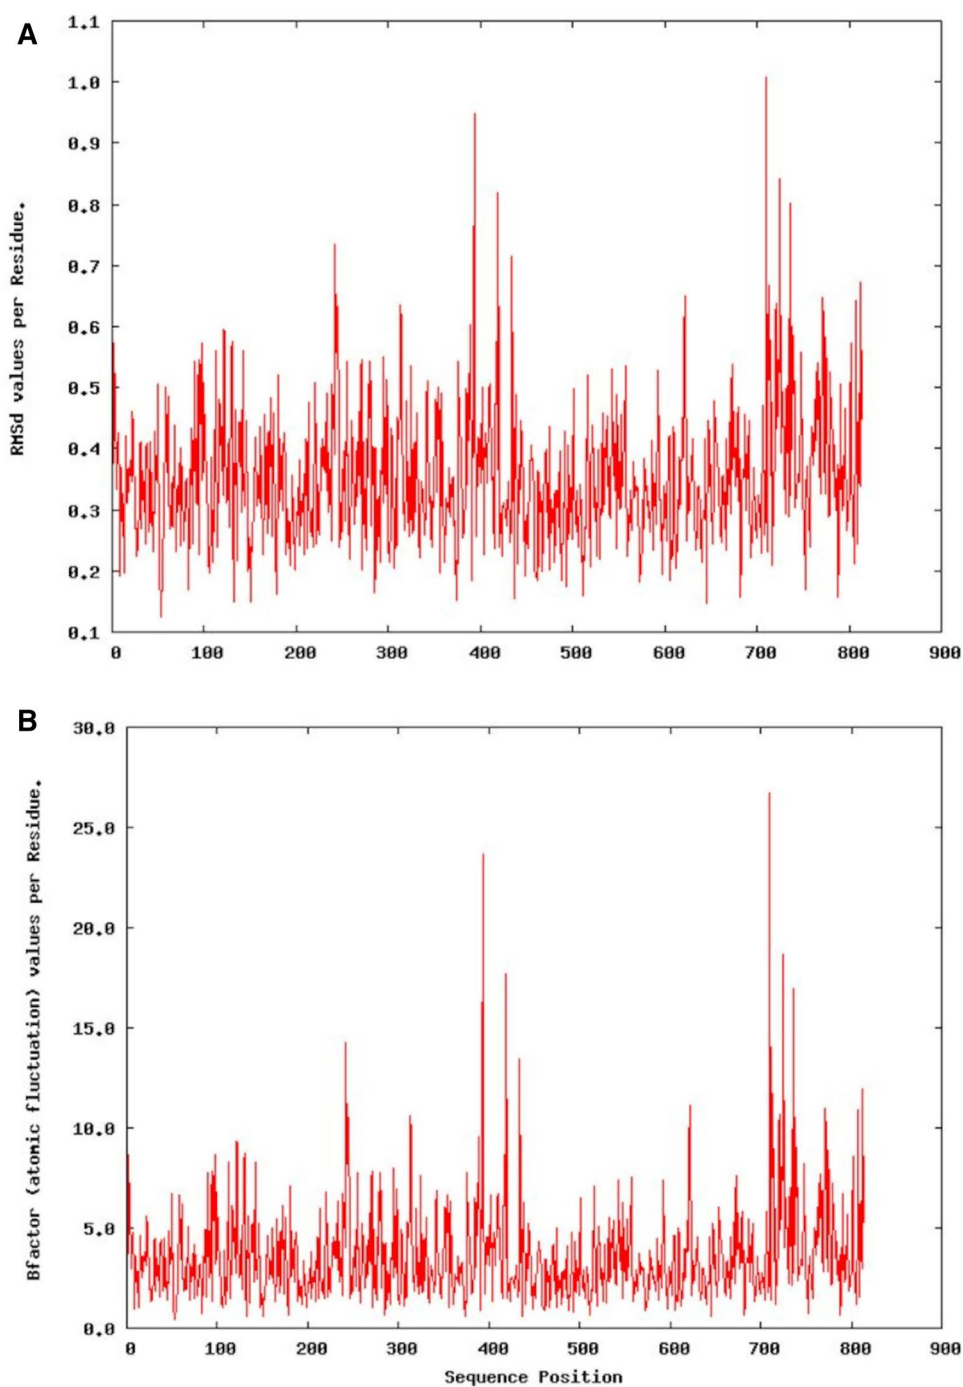 A
RMSd values per Residue.
1.1
1.0
0.9
0.8
0.7
0.6
0.5
0.4
0.3
0.2
0.1
0 100 200 300 400 500 600 700 800 900
B
Bfactor (atomic fluctuation) values per Residue.
30.0
25.0
20.0
15.0
10.0
5.0
0.0
0 100 200 300 400 500 600 700 800 900
Sequence Position